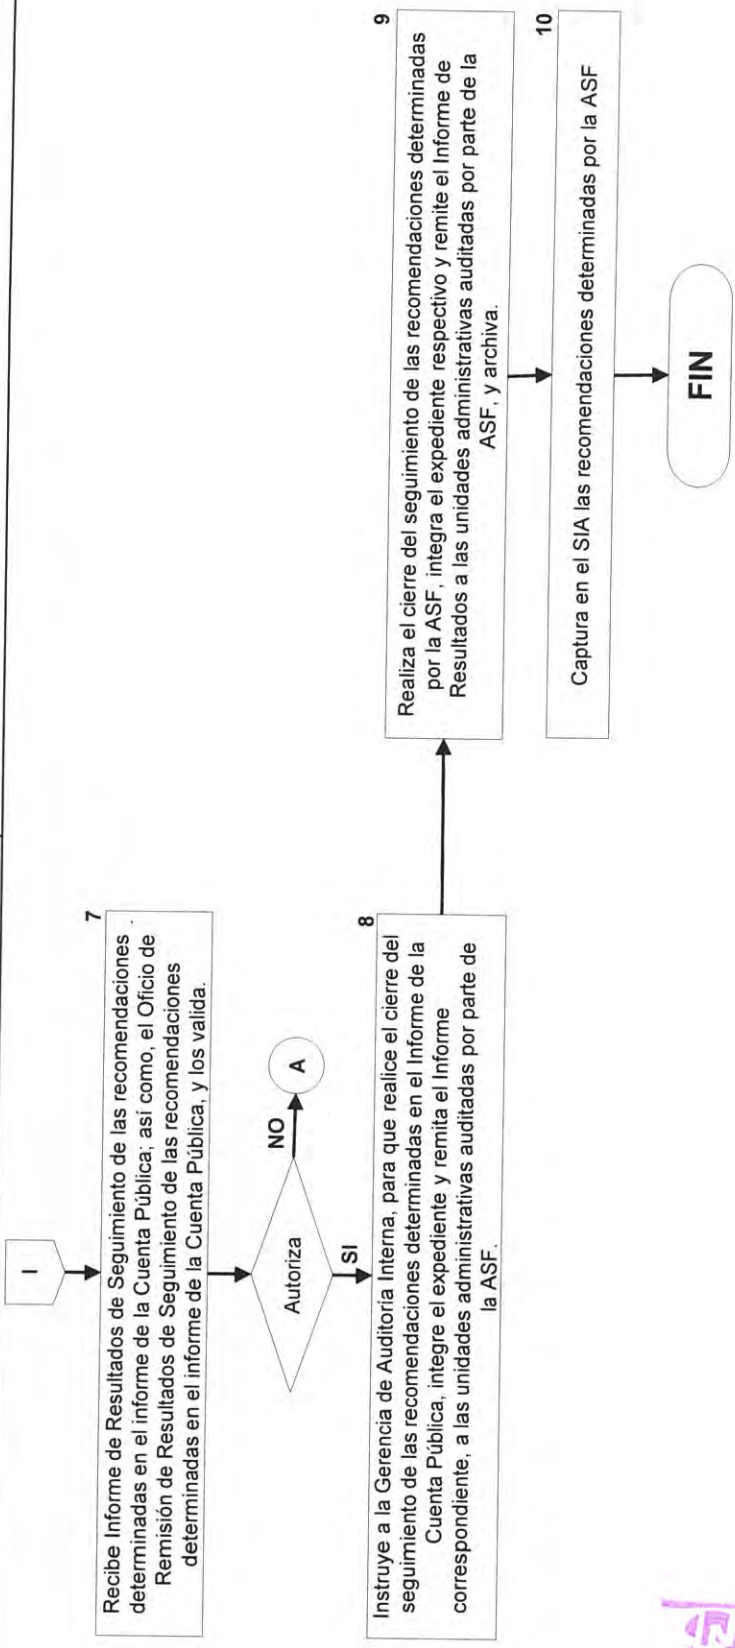 I
7
Recibe Informe de Resultados de Seguimiento de las recomendaciones
determinadas en el informe de la Cuenta Pública; así como, el Oficio de
Remisión de Resultados de Seguimiento de las recomendaciones
determinadas en el informe de la Cuenta Pública, y los valida.
Autoriza
NO
A
SI
8
Instruye a la Gerencia de Auditoria Interna, para que realice el cierre del
seguimiento de las recomendaciones determinadas en el Informe de la
Cuenta Pública, integre el expediente y remita el Informe
correspondiente, a las unidades administrativas auditadas por parte de
la ASF.
9
Realiza el cierre del seguimiento de las recomendaciones determinadas
por la ASF, integra el expediente respectivo y remite el Informe de
Resultados a las unidades administrativas auditadas por parte de la
ASF, y archiva.
10
Captura en el SIA las recomendaciones determinadas por la ASF
FIN